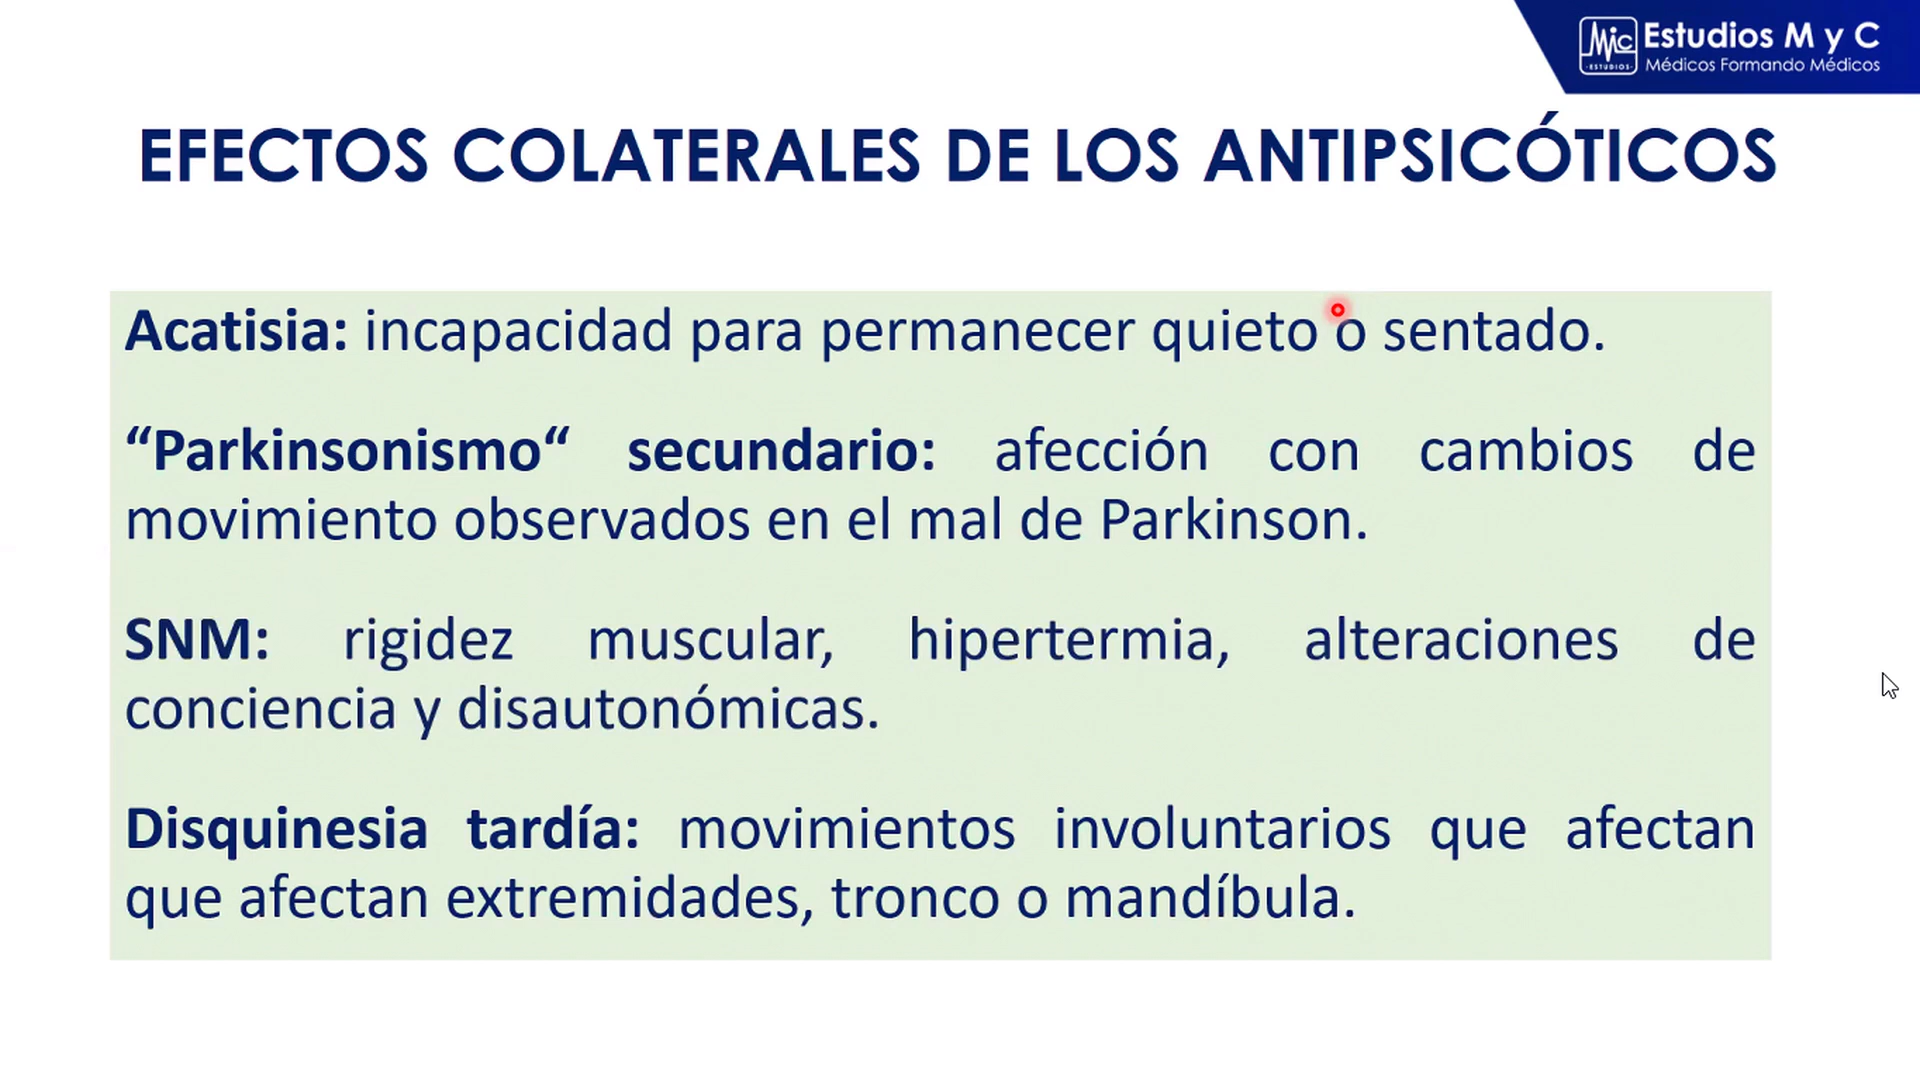 Mic
·ESTUDIOS·
Estudios M y C
Médicos Formando Médicos
EFECTOS COLATERALES DE LOS ANTIPSICÓTICOS
Acatisia: incapacidad para permanecer quieto o sentado.
“Parkinsonismo“ secundario: afección con cambios de
movimiento observados en el mal de Parkinson.
SNM: rigidez muscular, hipertermia, alteraciones de
conciencia y disautonómicas.
Disquinesia tardía: movimientos involuntarios que afectan
que afectan extremidades, tronco o mandíbula.